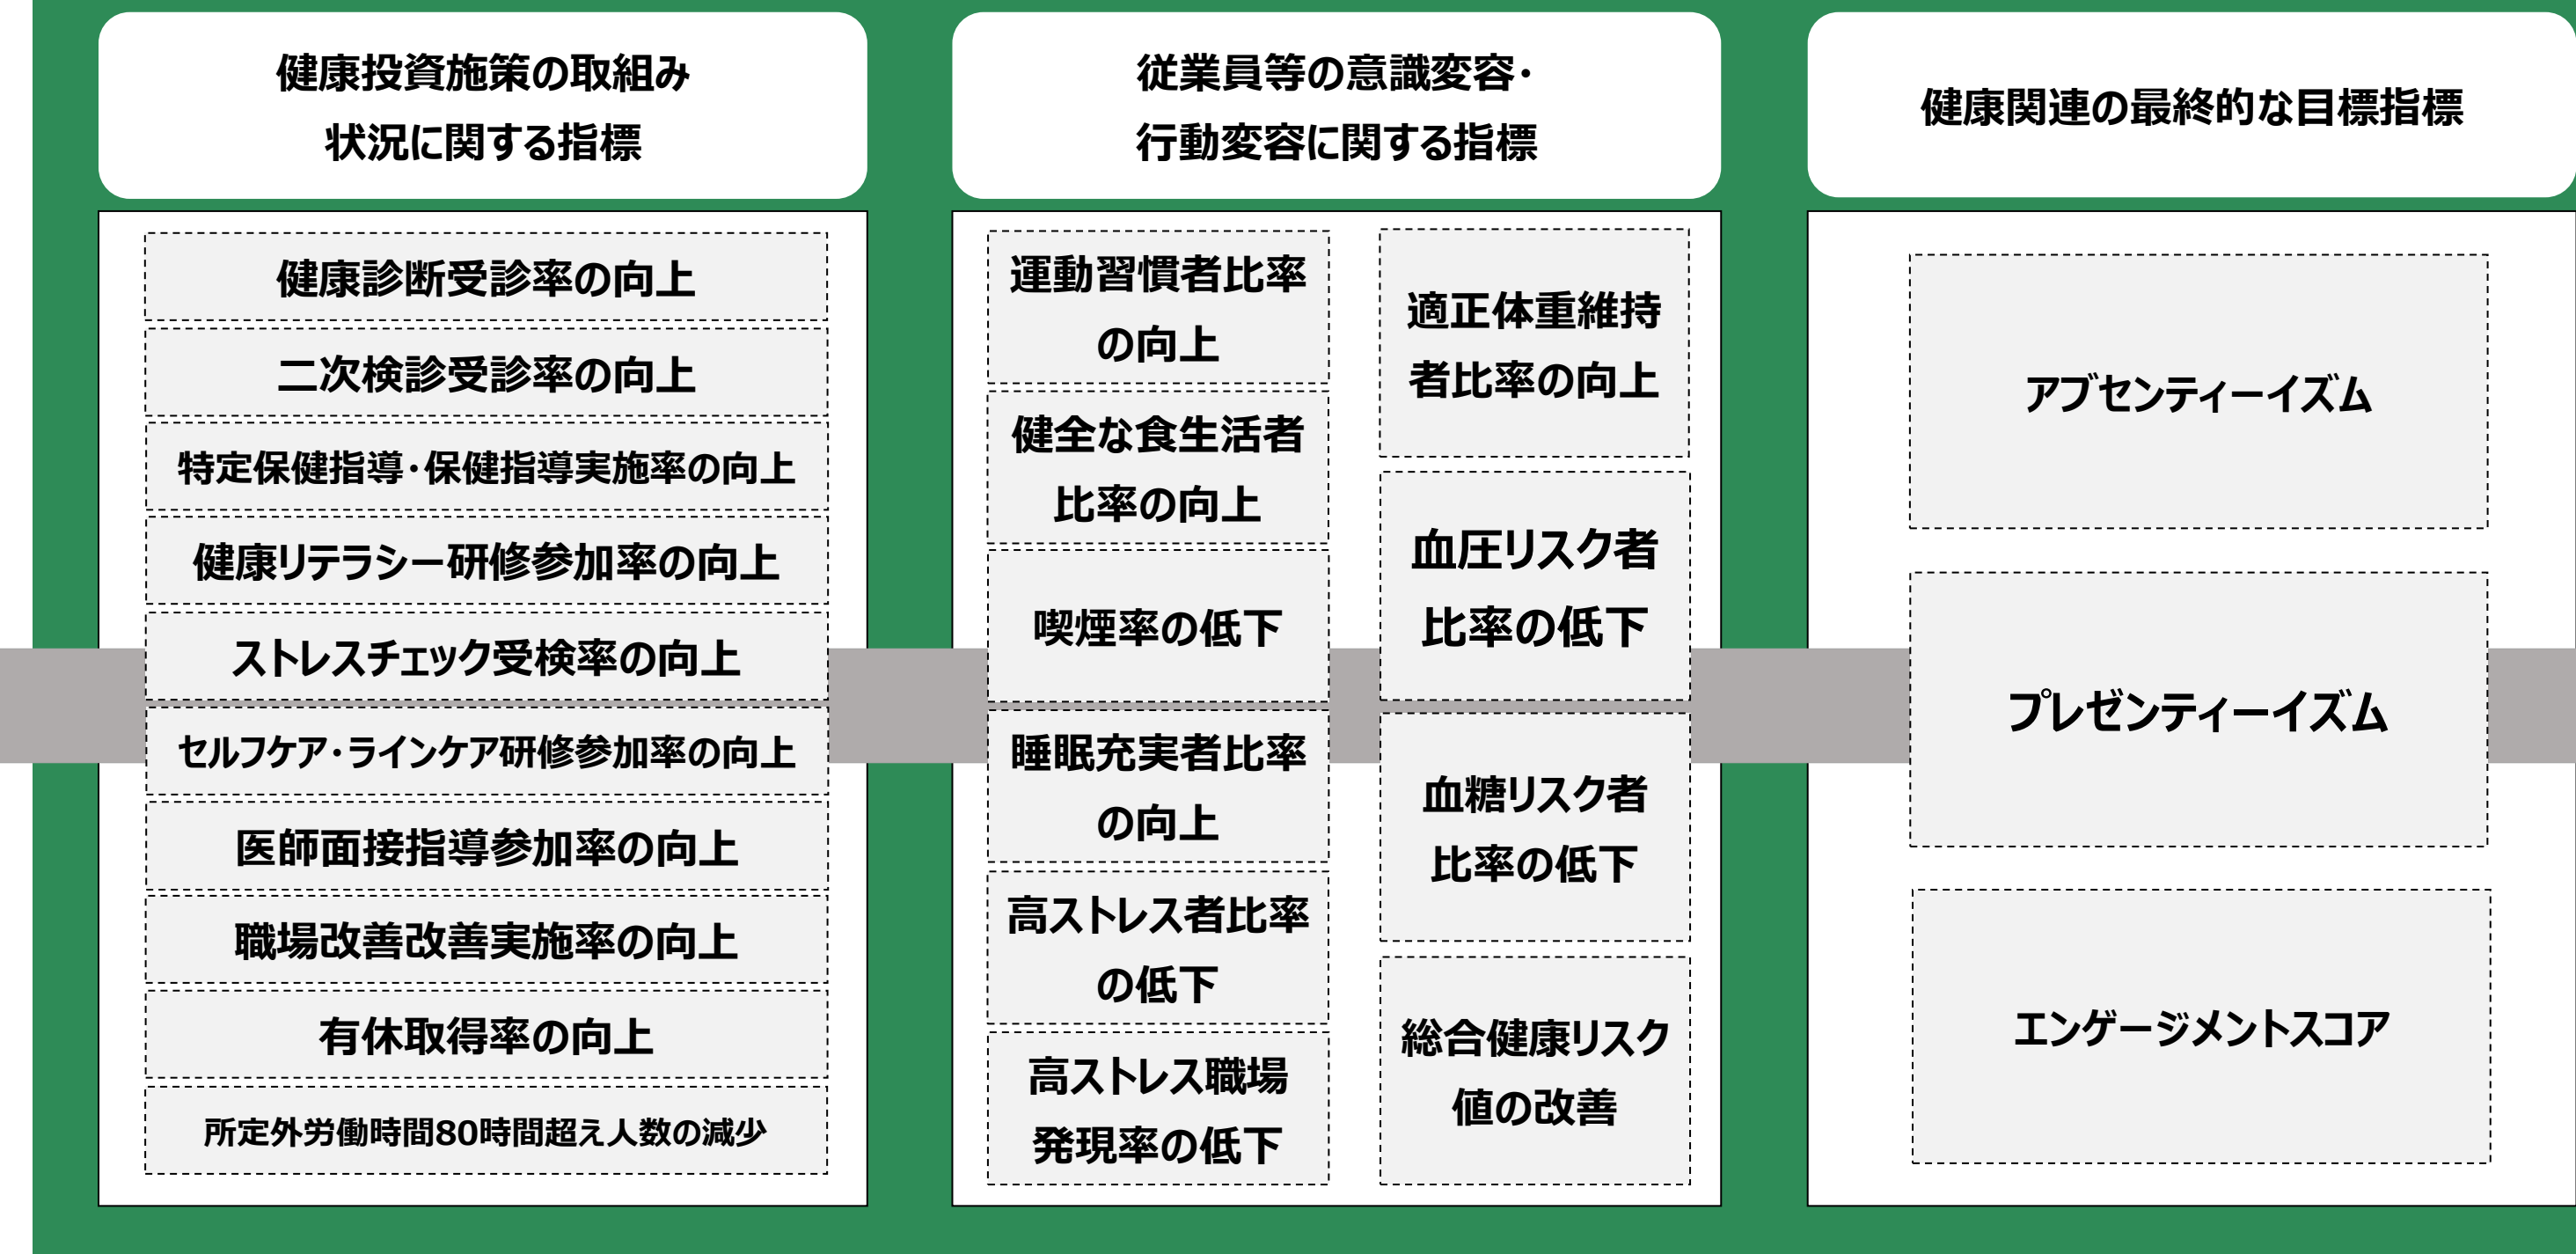 健康投資施策の取組み
状況に関する指標
健康診断受診率の向上
二次検診受診率の向上
特定保健指導・保健指導実施率の向上
健康リテラシー研修参加率の向上
ストレスチェック受検率の向上
セルフケア・ラインケア研修参加率の向上
医師面接指導参加率の向上
職場改善改善実施率の向上
有休取得率の向上
所定外労働時間80時間超え人数の減少
従業員等の意識変容・
行動変容に関する指標
運動習慣者比率
の向上
健全な食生活者
比率の向上
喫煙率の低下
睡眠充実者比率
の向上
高ストレス者比率
の低下
高ストレス職場
発現率の低下
適正体重維持
者比率の向上
血圧リスク者
比率の低下
血糖リスク者
比率の低下
総合健康リスク
値の改善
健康関連の最終的な目標指標
アブセンティーイズム
プレゼンティーイズム
エンゲージメントスコア